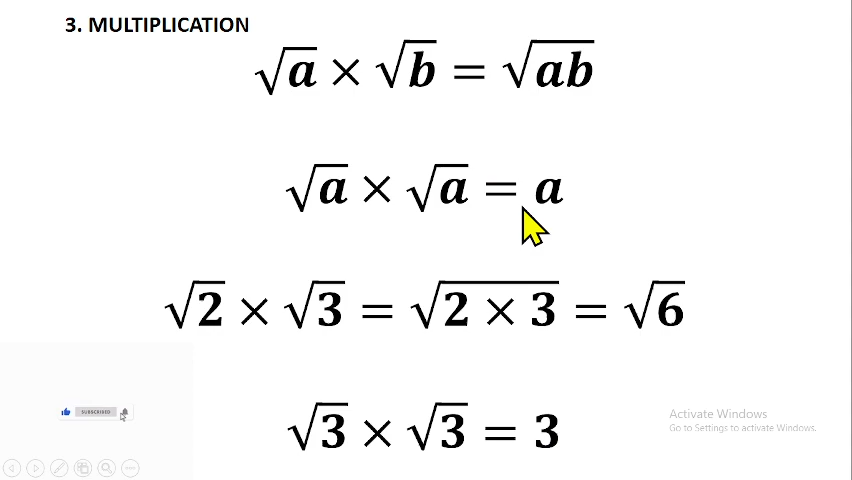 3. MULTIPLICATION
√a × √b = √ab
√a × √a = a
√2 × √3 = √2 × 3 = √6
SUBSCRIBED
√3 × √3 = 3
Activate Windows
Go to Settings to activate Windows.